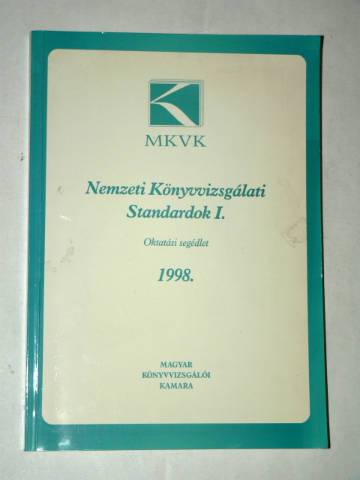 MKVK
Nemzeti Könyvvizsgálati
Standardok I.
Oktatási segédlet
1998.
MAGYAR
KÖNYVVIZSGÁLÓI
KAMARA